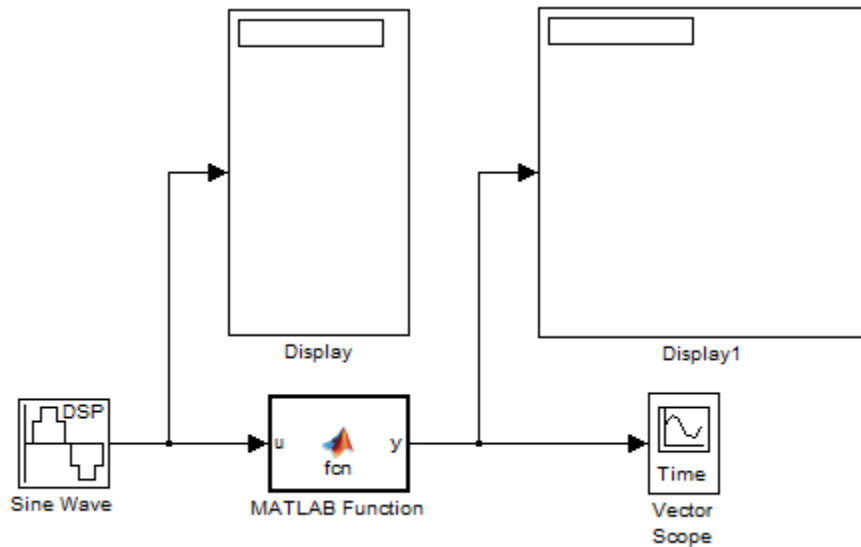 Display
Display1
DSP
Sine Wave
u
fcn
y
MATLAB Function
Time
Vector
Scope